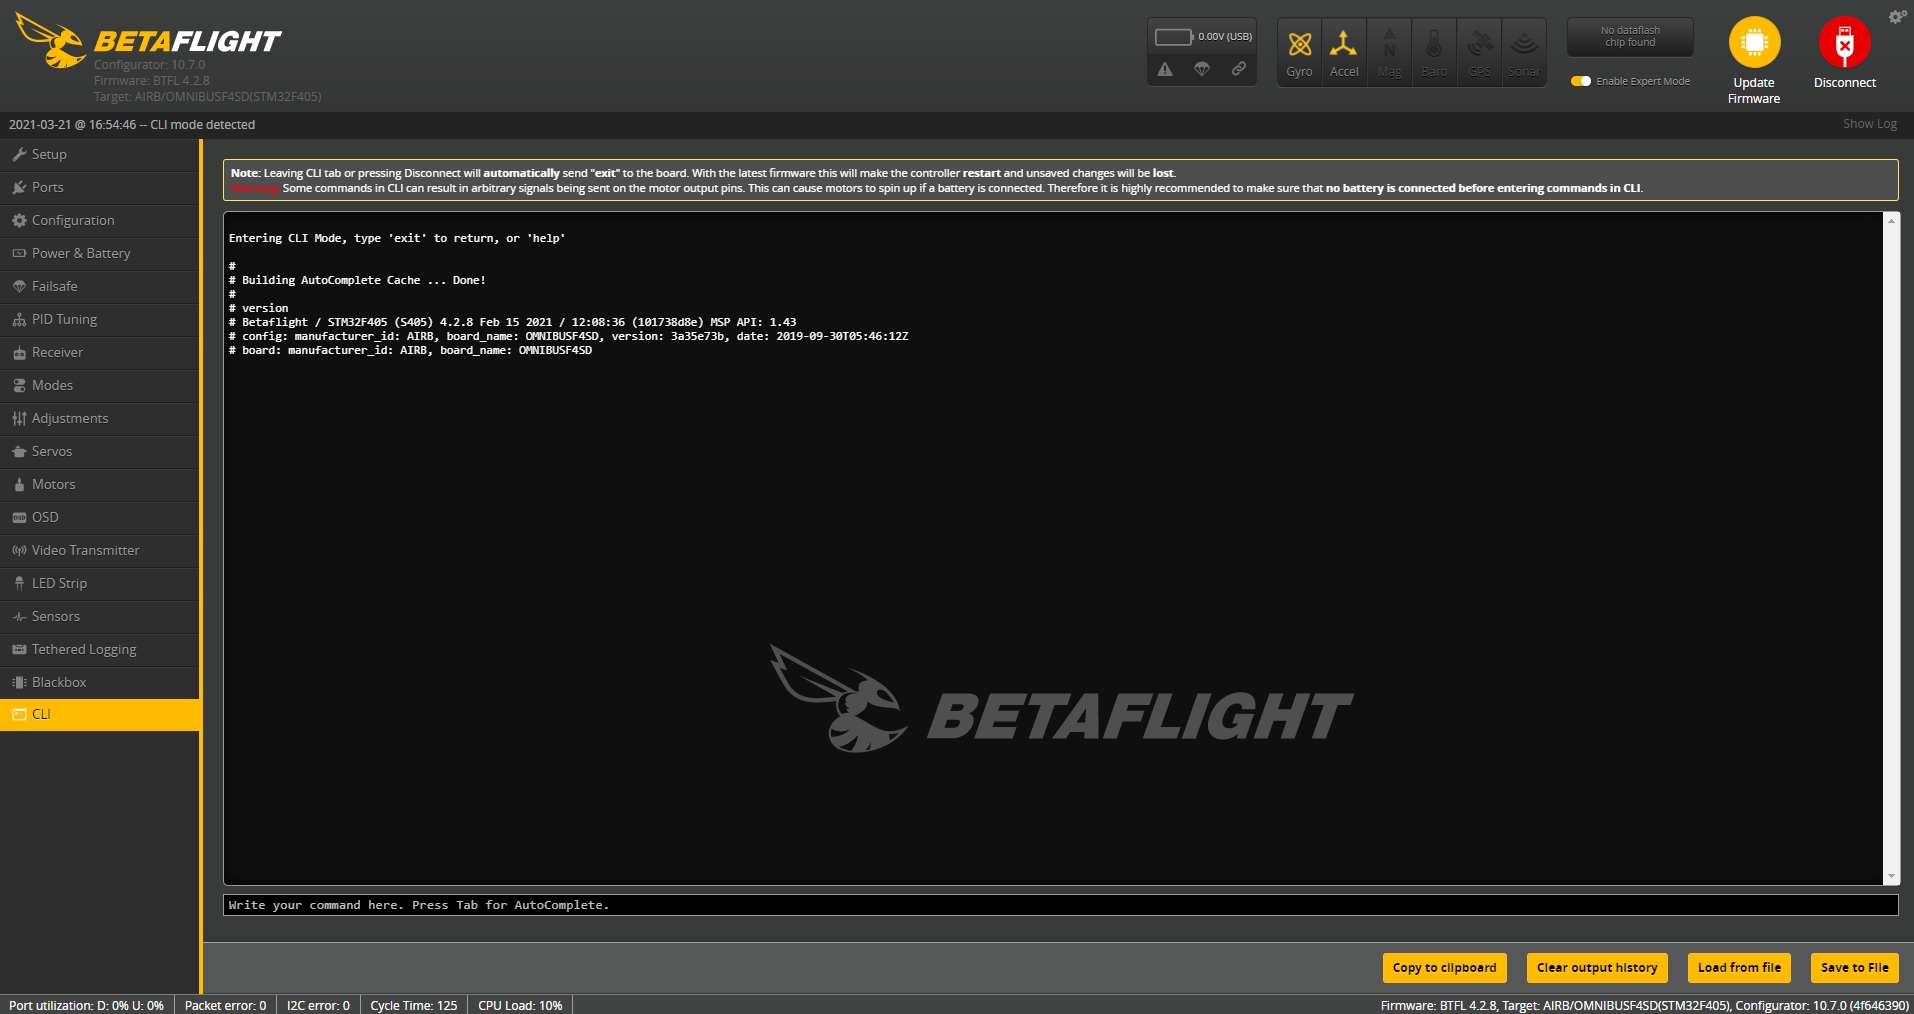 BETAFLIGHT
Configurator: 10.7.0
Firmware: BTFL 4.2.8
Target: AIRB/OMNIBUSF4SD(STM32F405)
0.00V (USB)
Gyro
Accel
Mag
Baro
GPS
Sonar
No dataflash
chip found
Enable Expert Mode
Update
Firmware
Disconnect
2021-03-21 @ 16:54:46 -- CLI mode detected
Show Log
Setup
Ports
Configuration
Power & Battery
Failsafe
PID Tuning
Receiver
Modes
Adjustments
Servos
Motors
OSD
Video Transmitter
LED Strip
Sensors
Tethered Logging
Blackbox
CLI
Note: Leaving CLI tab or pressing Disconnect will automatically send "exit" to the board. With the latest firmware this will make the controller restart and unsaved changes will be lost.
Warning: Some commands in CLI can result in arbitrary signals being sent on the motor output pins. This can cause motors to spin up if a battery is connected. Therefore it is highly recommended to make sure that no battery is connected before entering commands in CLI.
Entering CLI Mode, type 'exit' to return, or 'help'
#
# Building AutoComplete Cache ... Done!
#
# version
# Betaflight / STM32F405 (S405) 4.2.8 Feb 15 2021 / 12:08:36 (101738d8e) MSP API: 1.43
# config: manufacturer_id: AIRB, board_name: OMNIBUSF4SD, version: 3a35e73b, date: 2019-09-30T05:46:12Z
# board: manufacturer_id: AIRB, board_name: OMNIBUSF4SD
BETAFLIGHT
Write your command here. Press Tab for AutoComplete.
Copy to clipboard
Clear output history
Load from file
Save to File
Port utilization: D: 0% U: 0%
Packet error: 0
I2C error: 0
Cycle Time: 125
CPU Load: 10%
Firmware: BTFL 4.2.8, Target: AIRB/OMNIBUSF4SD(STM32F405), Configurator: 10.7.0 (4f646390)